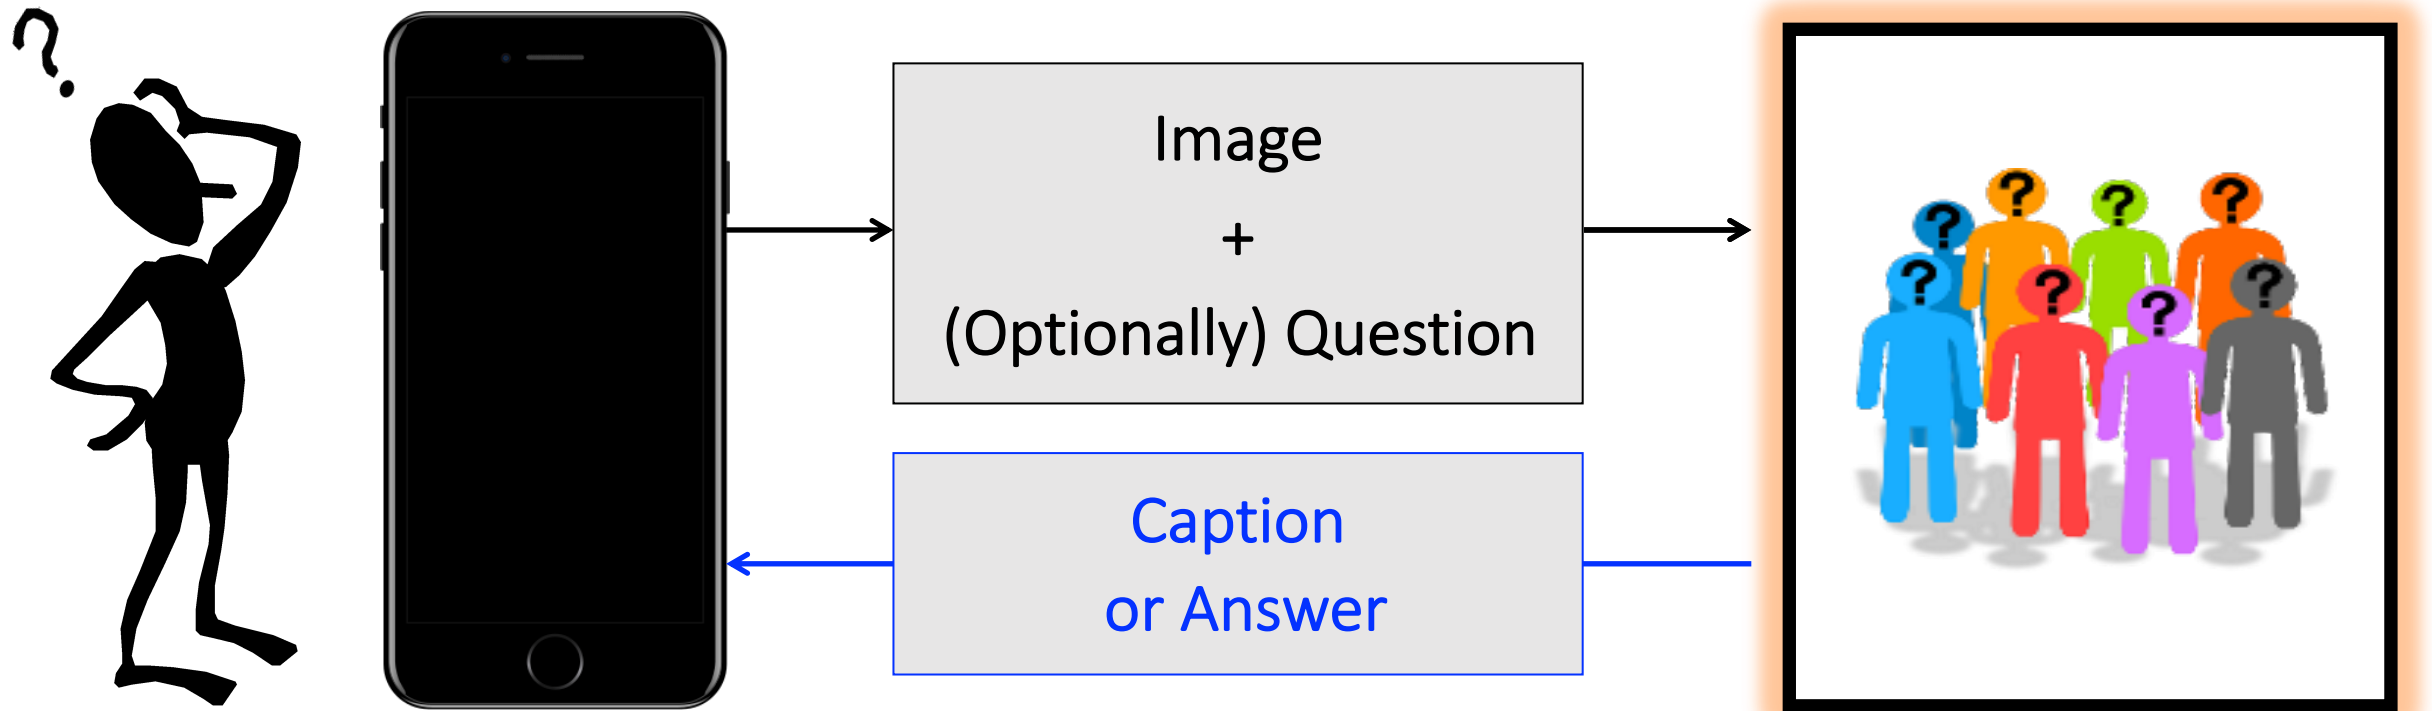 ?
Image
+
(Optionally) Question
Caption
or Answer
? ? ? ?
? ? ? ?